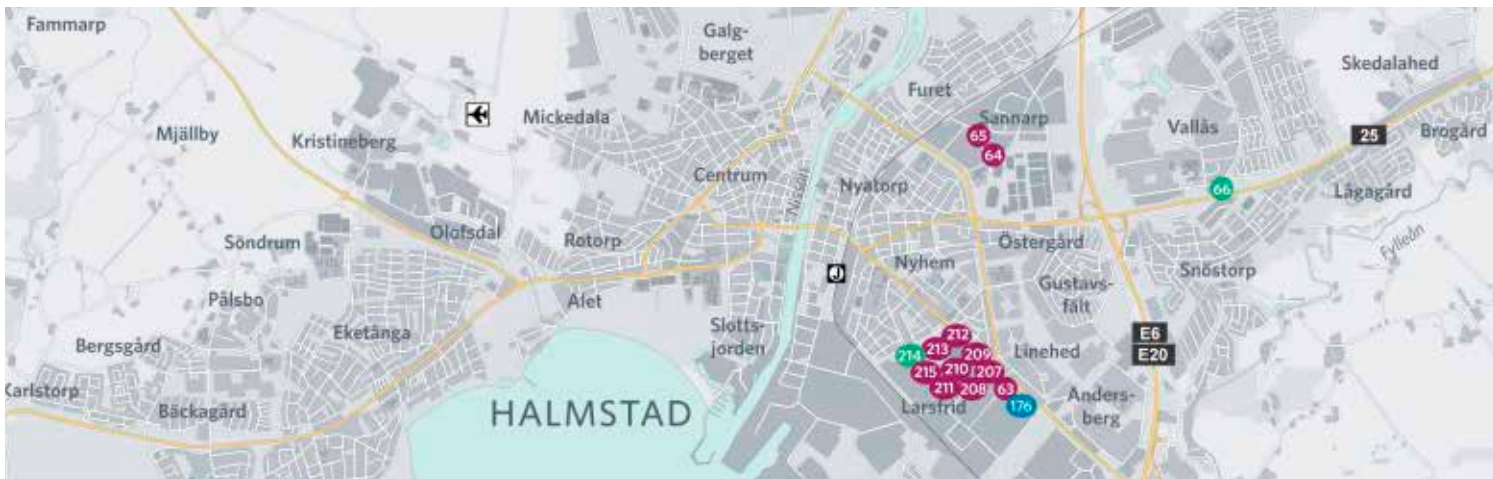 Fammarp
Galg-
berget
Skedalahed
Furet
Mickedala
Sannarp
Vallås
Mjällby
Kristineberg
65
25
Brogård
64
Centrum
Nissan
Nyatorp
66
Lågagård
Söndrum
Olofsdal
Rotorp
Östergård
Fylleån
Nyhem
Snöstorp
J
Gustavs-
fält
Pålsbo
Alet
Eketånga
Slotts-
jorden
E6
E20
Bergsgård
212
213
209
Linehed
214
215
210
207
Karlstorp
211
208
63
Bäckagård
HALMSTAD
Larsfrid
176
Anders-
berg